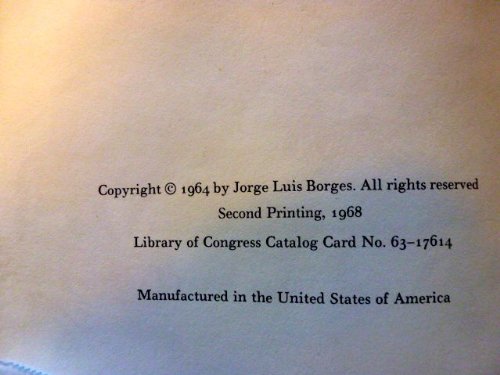 Copyright © 1964 by Jorge Luis Borges. All rights reserved
Second Printing, 1968
Library of Congress Catalog Card No. 63–17614
Manufactured in the United States of America